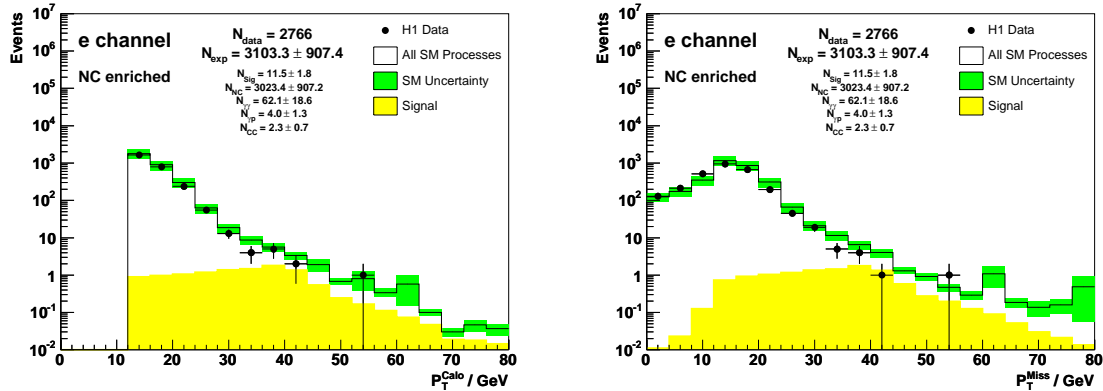 Events
10^7
10^6
10^5
10^4
10^3
10^2
10
1
10^-1
10^-2
e channel
NC enriched
N_data = 2766
N_exp = 3103.3 ± 907.4
N_Sig = 11.5 ± 1.8
N_NC = 3023.4 ± 907.2
N_γγ = 62.1 ± 18.6
N_γp = 4.0 ± 1.3
N_CC = 2.3 ± 0.7
H1 Data
All SM Processes
SM Uncertainty
Signal
0 10 20 30 40 50 60 70 80
P_T^Calo / GeV
Events
10^7
10^6
10^5
10^4
10^3
10^2
10
1
10^-1
10^-2
e channel
NC enriched
N_data = 2766
N_exp = 3103.3 ± 907.4
N_Sig = 11.5 ± 1.8
N_NC = 3023.4 ± 907.2
N_γγ = 62.1 ± 18.6
N_γp = 4.0 ± 1.3
N_CC = 2.3 ± 0.7
H1 Data
All SM Processes
SM Uncertainty
Signal
0 10 20 30 40 50 60 70 80
P_T^Miss / GeV